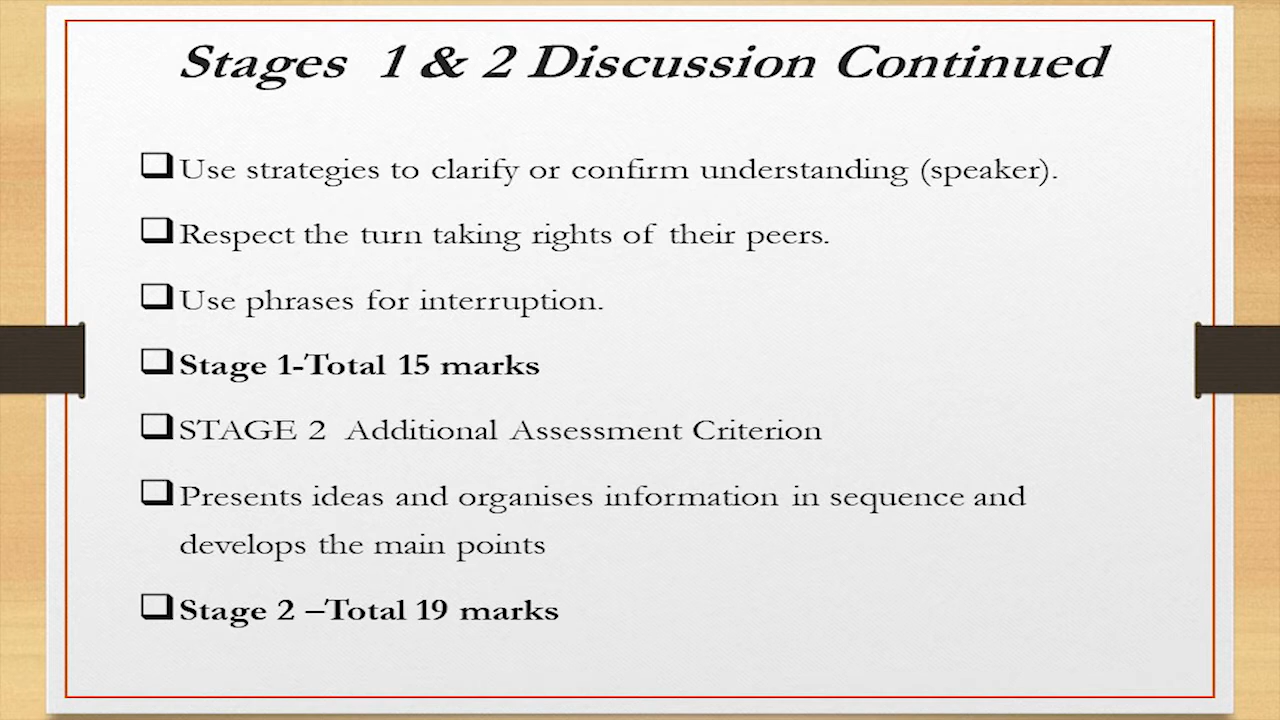 Stages 1 & 2 Discussion Continued
❑Use strategies to clarify or confirm understanding (speaker).
❑Respect the turn taking rights of their peers.
❑Use phrases for interruption.
❑Stage 1-Total 15 marks
❑STAGE 2 Additional Assessment Criterion
❑Presents ideas and organises information in sequence and
develops the main points
❑Stage 2 –Total 19 marks